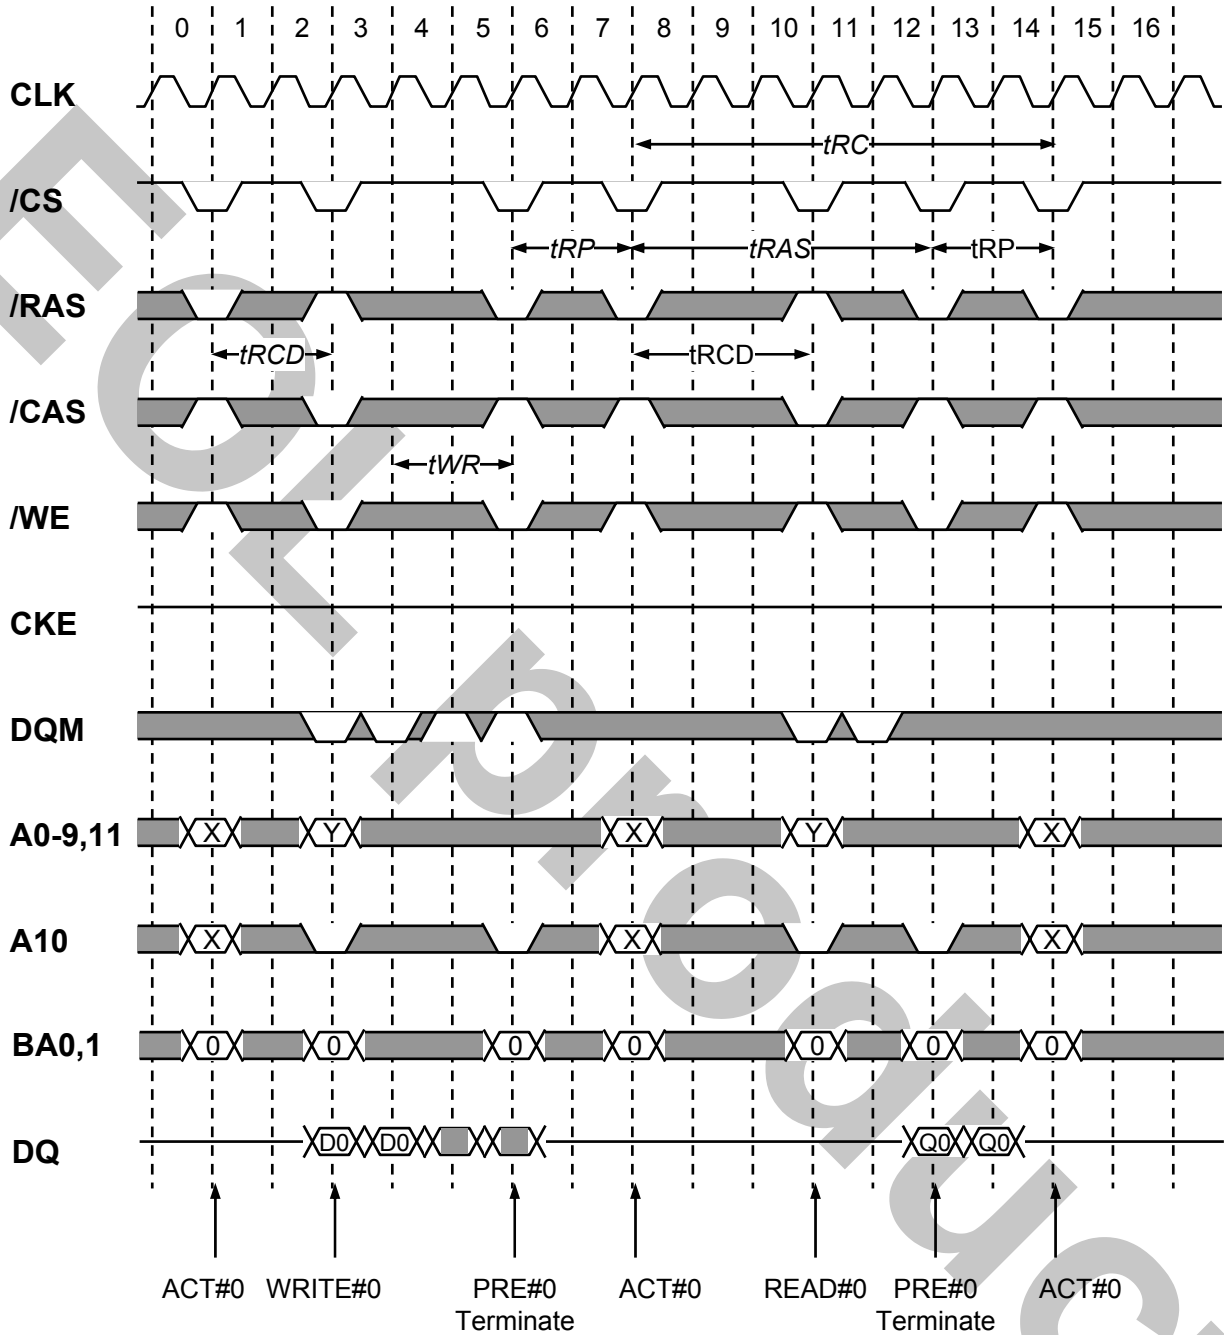 0 1 2 3 4 5 6 7 8 9 10 11 12 13 14 15 16
CLK
tRC
/CS
tRP tRAS tRP
/RAS
tRCD tRCD
/CAS
tWR
/WE
CKE
DQM
A0-9,11 X Y X Y X
A10 X X X
BA0,1 0 0 0 0 0 0 0
DQ D0 D0 Q0 Q0
ACT#0 WRITE#0 PRE#0 ACT#0 READ#0 PRE#0 ACT#0
Terminate Terminate
EOL product